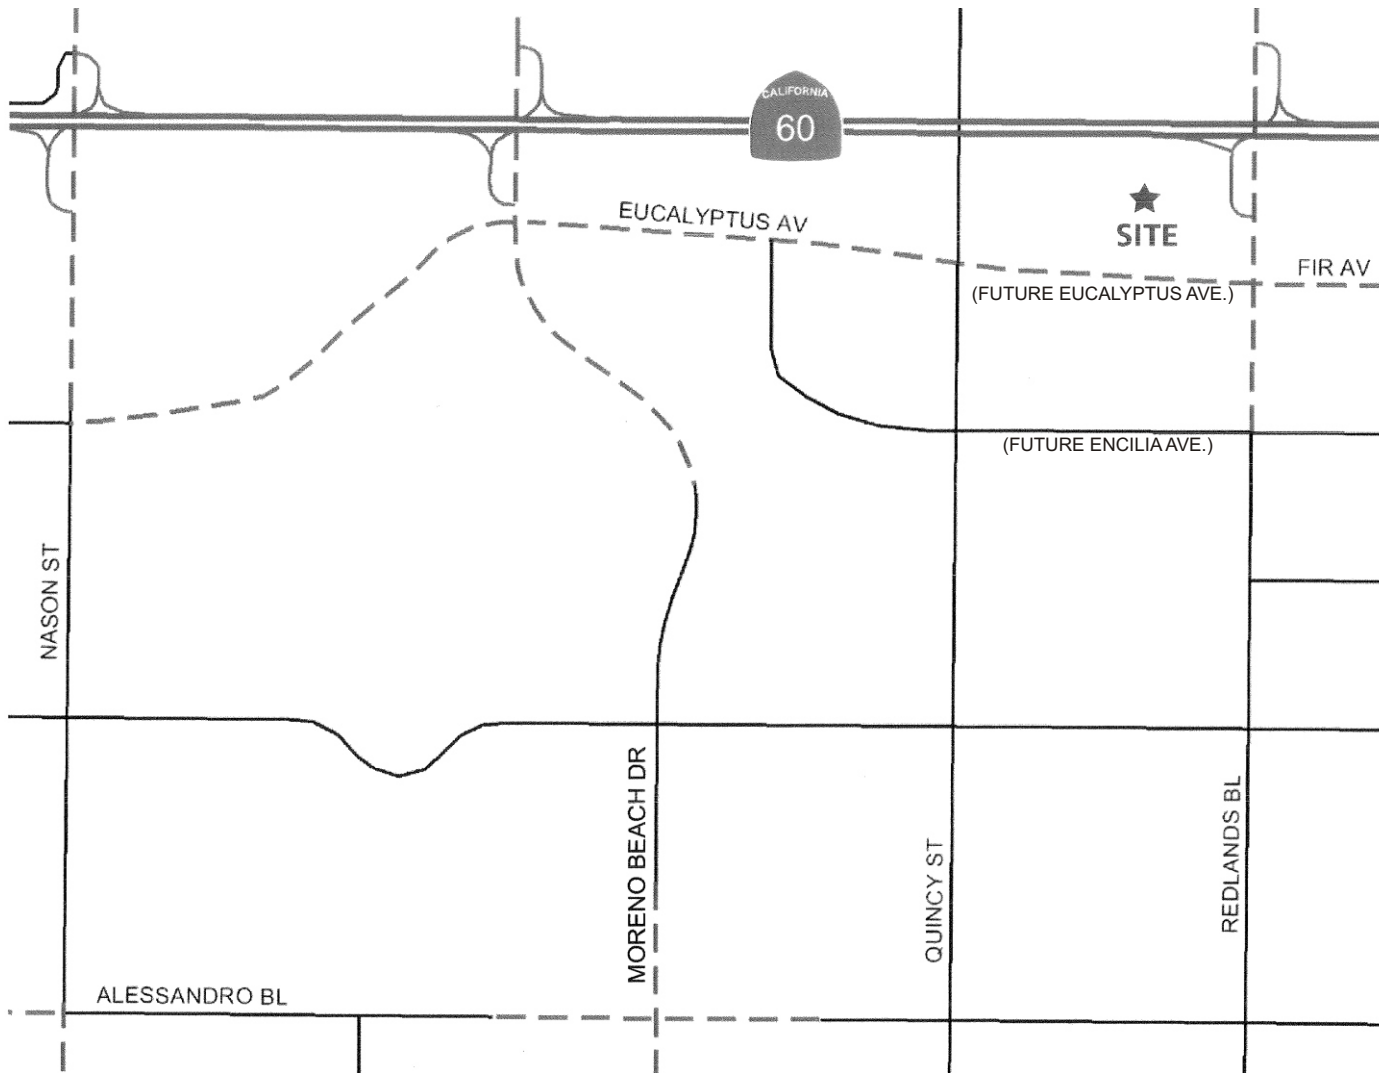 CALIFORNIA
60
EUCALYPTUS AV
SITE
FIR AV
(FUTURE EUCALYPTUS AVE.)
(FUTURE ENCILIA AVE.)
NASON ST
MORENO BEACH DR
QUINCY ST
REDLANDS BL
ALESSANDRO BL